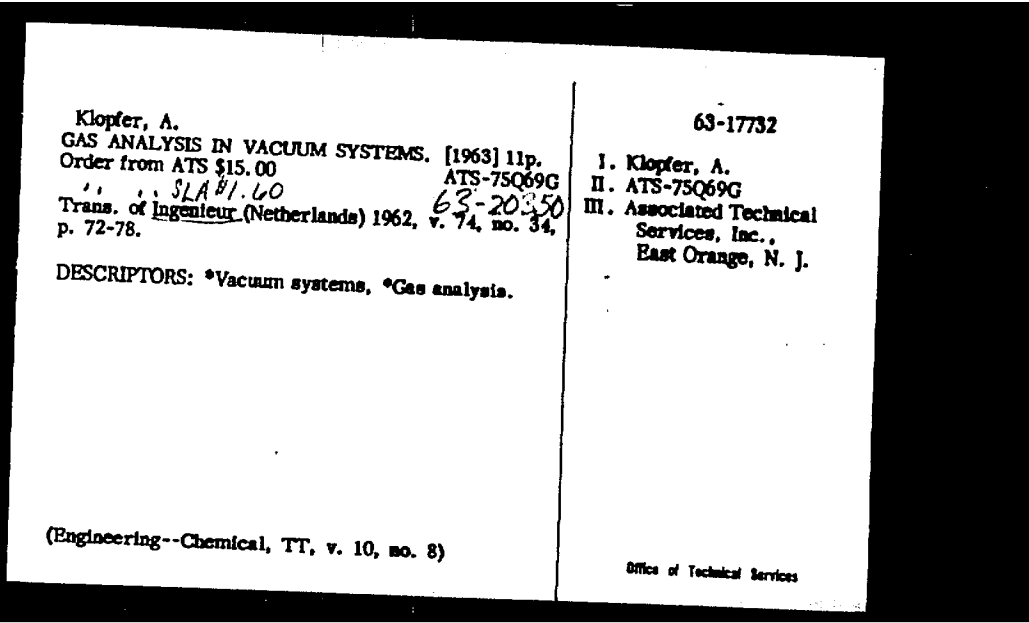 Klopfer, A.
GAS ANALYSIS IN VACUUM SYSTEMS. [1963] 11p.
Order from ATS $15.00 ATS-75Q69G
" " SLA $1.60 63-20350
Trans. of Ingenieur (Netherlands) 1962, v. 74, no. 34,
p. 72-78.
DESCRIPTORS: *Vacuum systems, *Gas analysis.
(Engineering--Chemical, TT, v. 10, no. 8)
63-17732
I. Klopfer, A.
II. ATS-75Q69G
III. Associated Technical
Services, Inc.,
East Orange, N. J.
Office of Technical Services